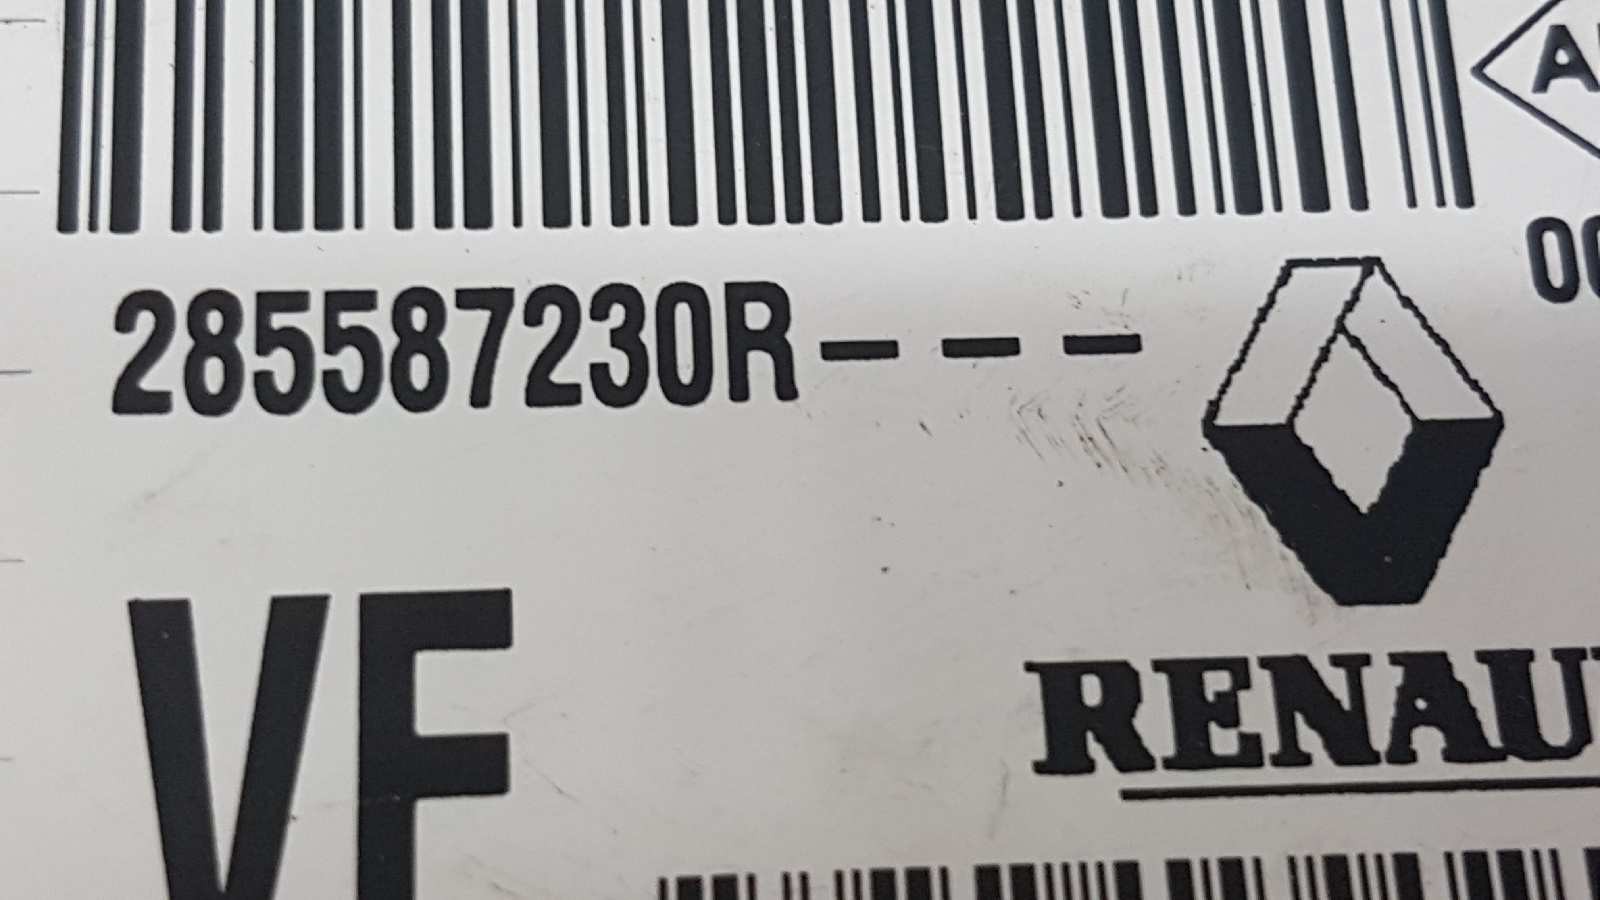 285587230R---
VF
RENAU